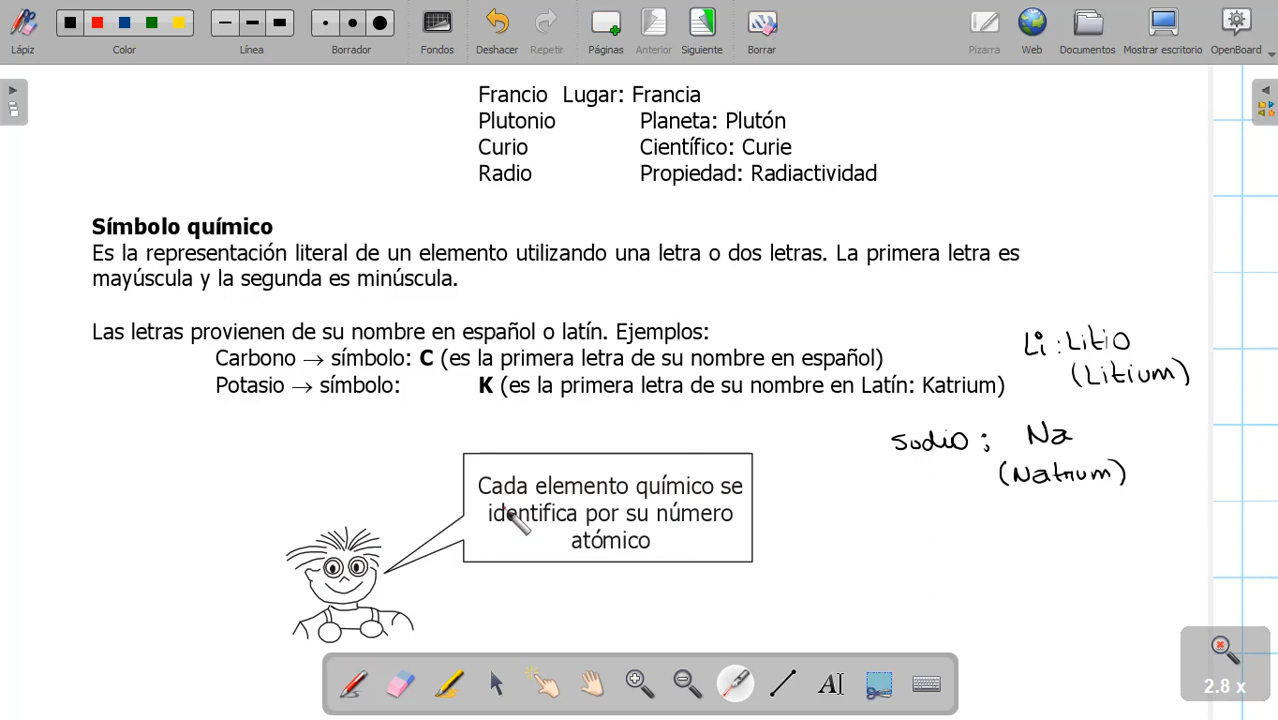 Lápiz Color Línea Borrador Fondos Deshacer Repetir Páginas Anterior Siguiente Borrar Pizarra Web Documentos Mostrar escritorio OpenBoard
Francio Lugar: Francia
Plutonio Planeta: Plutón
Curio Científico: Curie
Radio Propiedad: Radiactividad
Símbolo químico
Es la representación literal de un elemento utilizando una letra o dos letras. La primera letra es
mayúscula y la segunda es minúscula.
Las letras provienen de su nombre en español o latín. Ejemplos:
Carbono → símbolo: C (es la primera letra de su nombre en español)
Potasio → símbolo: K (es la primera letra de su nombre en Latín: Katrium)
Li : Litio
(Litium)
sodio ; Na
(Natrium)
Cada elemento químico se
identifica por su número
atómico
AI
2.8 x